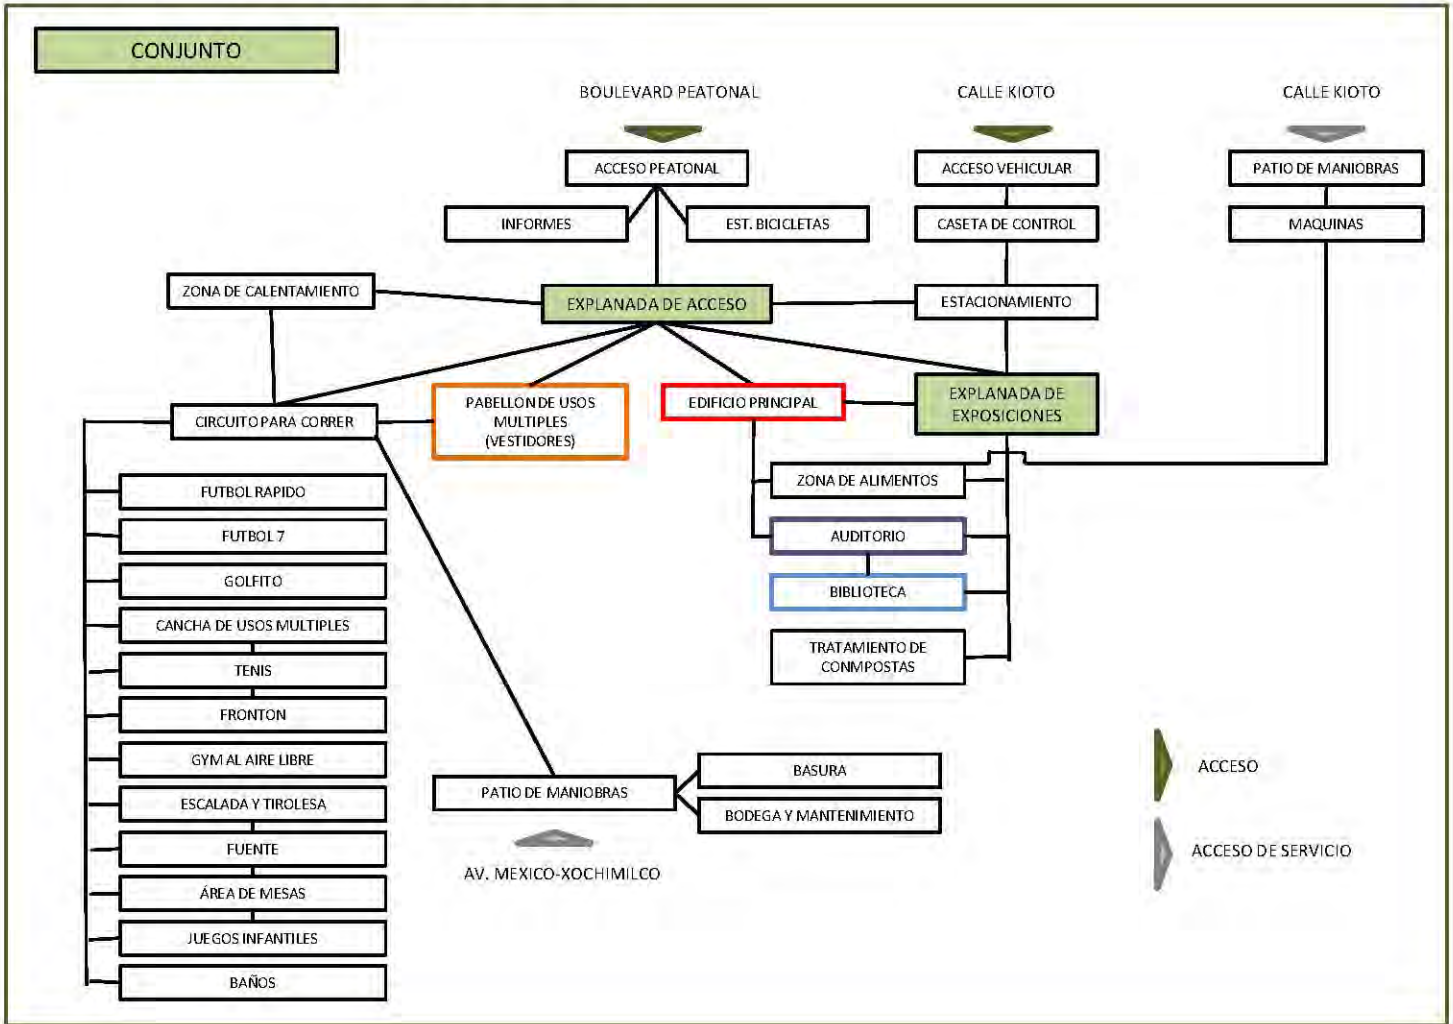 CONJUNTO
BOULEVARD PEATONAL
CALLE KIOTO
CALLE KIOTO
ACCESO PEATONAL
ACCESO VEHICULAR
PATIO DE MANIOBRAS
INFORMES
EST. BICICLETAS
CASETA DE CONTROL
MAQUINAS
ZONA DE CALENTAMIENTO
EXPLANADA DE ACCESO
ESTACIONAMIENTO
CIRCUITO PARA CORRER
PABELLON DE USOS
MULTIPLES
(VESTIDORES)
EDIFICIO PRINCIPAL
EXPLANADA DE
EXPOSICIONES
ZONA DE ALIMENTOS
AUDITORIO
BIBLIOTECA
TRATAMIENTO DE
CONMPOSTAS
FUTBOL RAPIDO
FUTBOL 7
GOLFITO
CANCHA DE USOS MULTIPLES
TENIS
FRONTON
GYM AL AIRE LIBRE
ESCALADA Y TIROLESA
FUENTE
ÁREA DE MESAS
JUEGOS INFANTILES
BAÑOS
PATIO DE MANIOBRAS
BASURA
BODEGA Y MANTENIMIENTO
AV. MEXICO-XOCHIMILCO
ACCESO
ACCESO DE SERVICIO